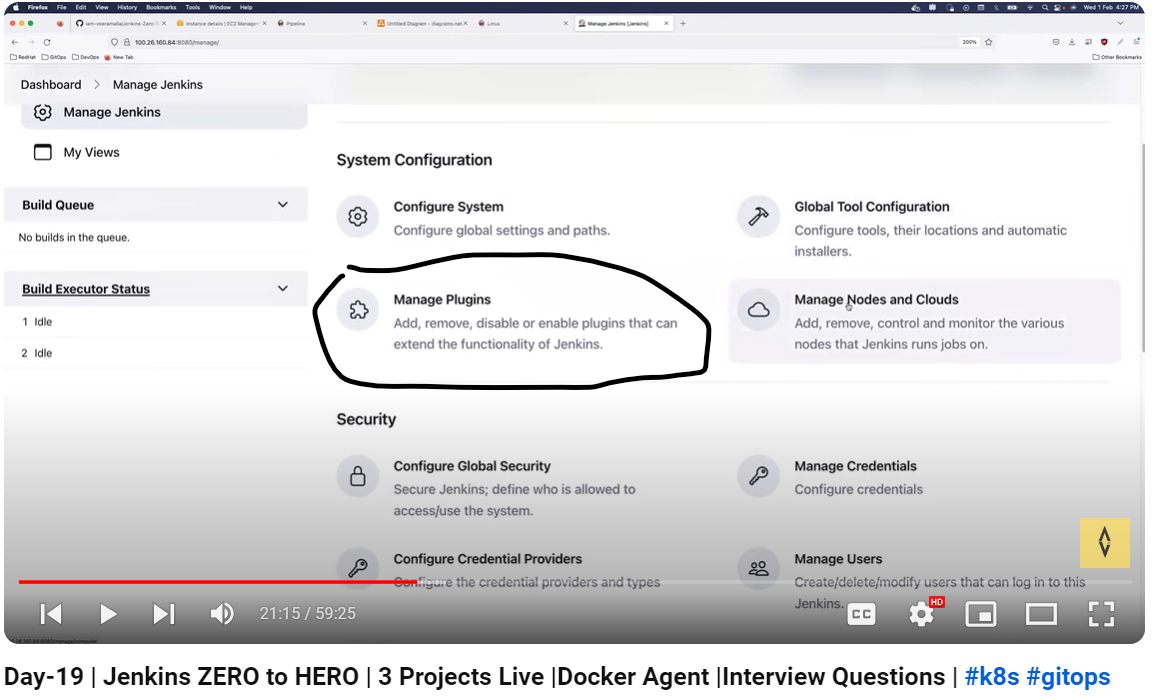 Firefox File Edit View History Bookmarks Tools Window Help
Wed 1 Feb 4:27 PM
iam-veeramalla/Jenkins-Zero-
Instance details | EC2 Manager
Pipeline
Untitled Diagram – diagrams.net
Linux
Manage Jenkins [Jenkins]
100.26.160.84:8080/manage/
200%
RedHat GitOps DevOps New Tab
Other Bookmarks
Dashboard > Manage Jenkins
Manage Jenkins
My Views
Build Queue
No builds in the queue.
Build Executor Status
1 Idle
2 Idle
System Configuration
Configure System
Configure global settings and paths.
Global Tool Configuration
Configure tools, their locations and automatic
installers.
Manage Plugins
Add, remove, disable or enable plugins that can
extend the functionality of Jenkins.
Manage Nodes and Clouds
Add, remove, control and monitor the various
nodes that Jenkins runs jobs on.
Security
Configure Global Security
Secure Jenkins; define who is allowed to
access/use the system.
Manage Credentials
Configure credentials
Configure Credential Providers
Configure the credential providers and types
Manage Users
Create/delete/modify users that can log in to this
Jenkins.
21:15 / 59:25
CC
HD
Day-19 | Jenkins ZERO to HERO | 3 Projects Live |Docker Agent |Interview Questions | #k8s #gitops